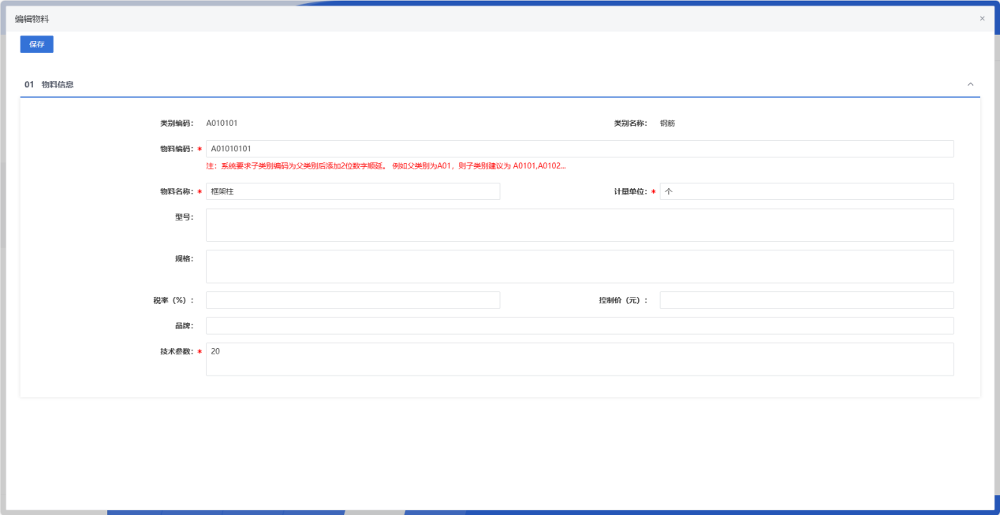 编辑物料
×
保存
01 物料信息
类别编码： A010101 类别名称： 钢筋
物料编码：* A01010101
注：系统要求子类别编码为父类别后添加2位数字顺延。 例如父类别为A01，则子类别建议为 A0101,A0102...
物料名称：* 框架柱 计量单位：* 个
型号：
规格：
税率（%）： 控制价（元）：
品牌：
技术参数：* 20